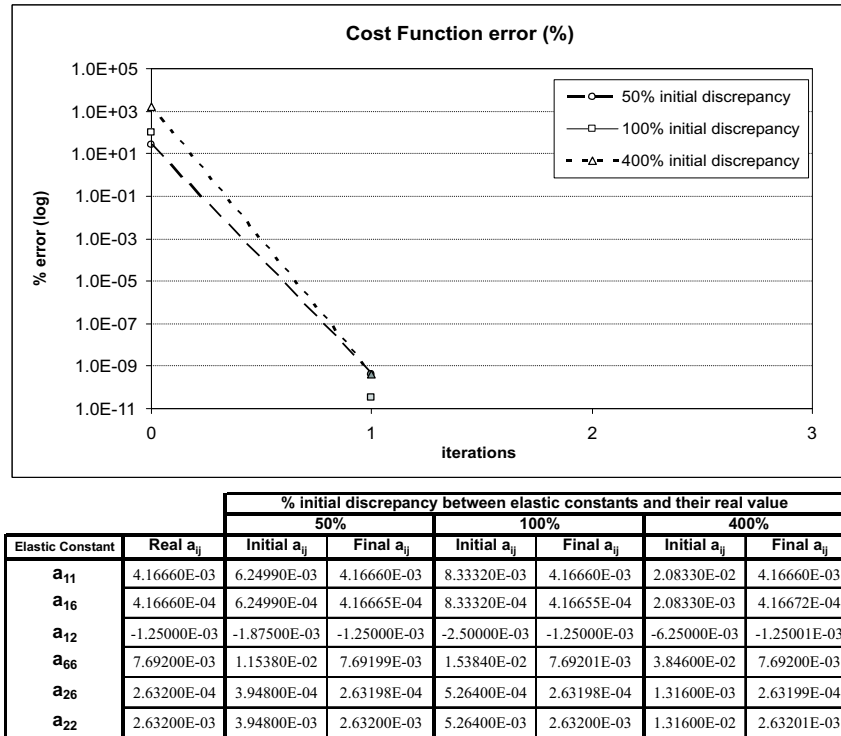 Cost Function error (%)
1.0E+05
1.0E+03
1.0E+01
1.0E-01
1.0E-03
1.0E-05
1.0E-07
1.0E-09
1.0E-11
% error (log)
50% initial discrepancy
100% initial discrepancy
400% initial discrepancy
0 1 2 3
iterations
% initial discrepancy between elastic constants and their real value
50% 100% 400%
Elastic Constant Real aij Initial aij Final aij Initial aij Final aij Initial aij Final aij
a11 4.16660E-03 6.24990E-03 4.16660E-03 8.33320E-03 4.16660E-03 2.08330E-02 4.16660E-03
a16 4.16660E-04 6.24990E-04 4.16665E-04 8.33320E-04 4.16655E-04 2.08330E-03 4.16672E-04
a12 -1.25000E-03 -1.87500E-03 -1.25000E-03 -2.50000E-03 -1.25000E-03 -6.25000E-03 -1.25001E-03
a66 7.69200E-03 1.15380E-02 7.69199E-03 1.53840E-02 7.69201E-03 3.84600E-02 7.69200E-03
a26 2.63200E-04 3.94800E-04 2.63198E-04 5.26400E-04 2.63198E-04 1.31600E-03 2.63199E-04
a22 2.63200E-03 3.94800E-03 2.63200E-03 5.26400E-03 2.63200E-03 1.31600E-02 2.63201E-03